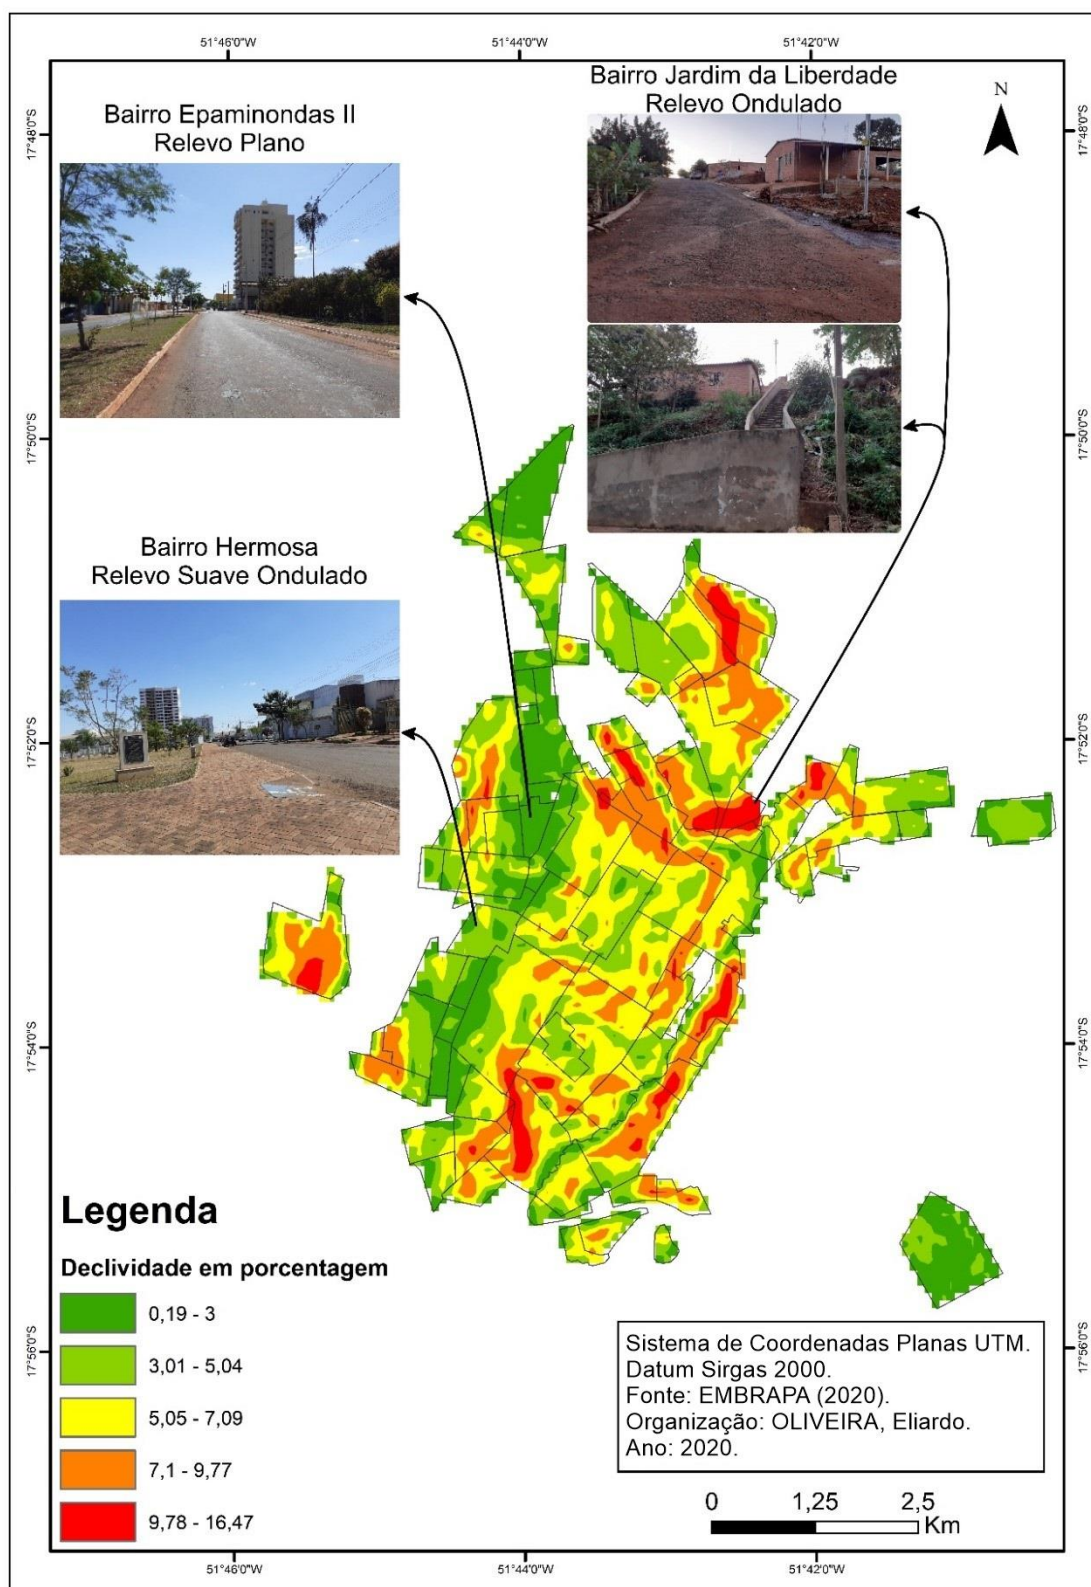 51°46'0"W
51°44'0"W
51°42'0"W
Bairro Jardim da Liberdade
Relevo Ondulado
N
Bairro Epaminondas II
Relevo Plano
17°48'0"S
17°48'0"S
17°50'0"S
17°50'0"S
Bairro Hermosa
Relevo Suave Ondulado
17°52'0"S
17°52'0"S
17°54'0"S
17°54'0"S
Legenda
Declividade em porcentagem
0,19 - 3
3,01 - 5,04
5,05 - 7,09
7,1 - 9,77
9,78 - 16,47
17°56'0"S
17°56'0"S
Sistema de Coordenadas Planas UTM.
Datum Sirgas 2000.
Fonte: EMBRAPA (2020).
Organização: OLIVEIRA, Eliardo.
Ano: 2020.
0 1,25 2,5
Km
51°46'0"W
51°44'0"W
51°42'0"W